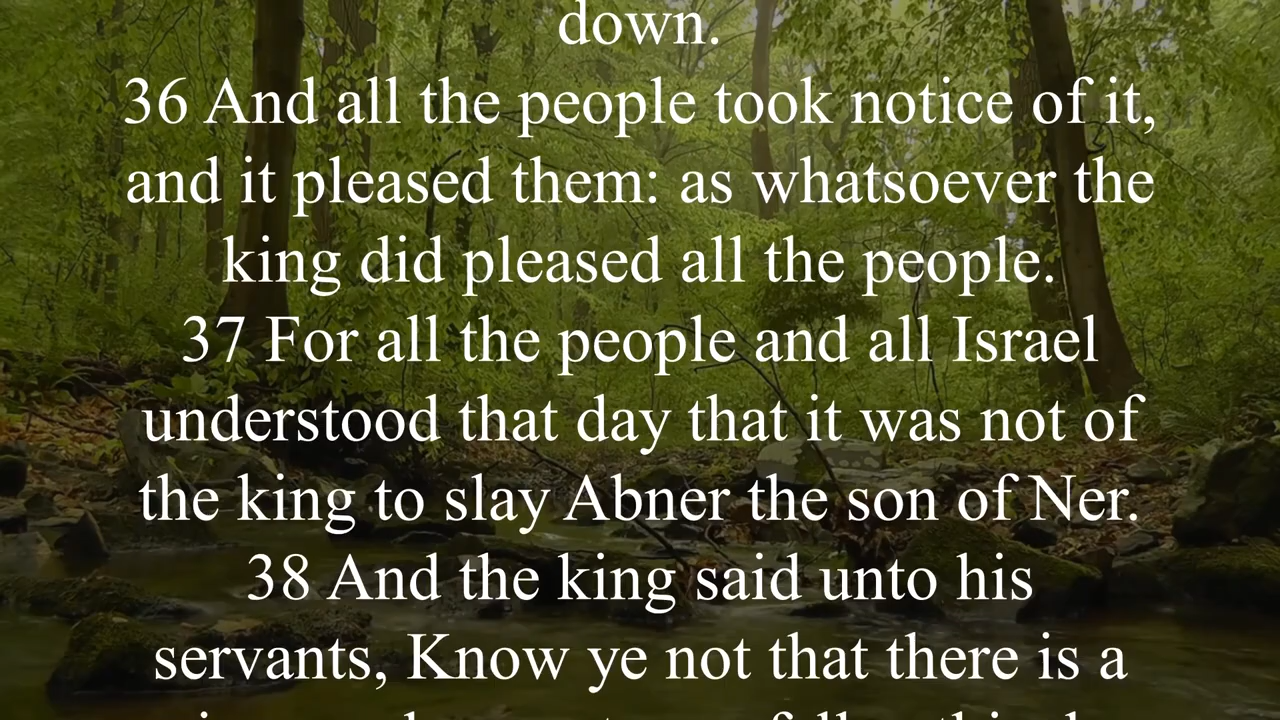 down.
36 And all the people took notice of it,
and it pleased them: as whatsoever the
king did pleased all the people.
37 For all the people and all Israel
understood that day that it was not of
the king to slay Abner the son of Ner.
38 And the king said unto his
servants, Know ye not that there is a